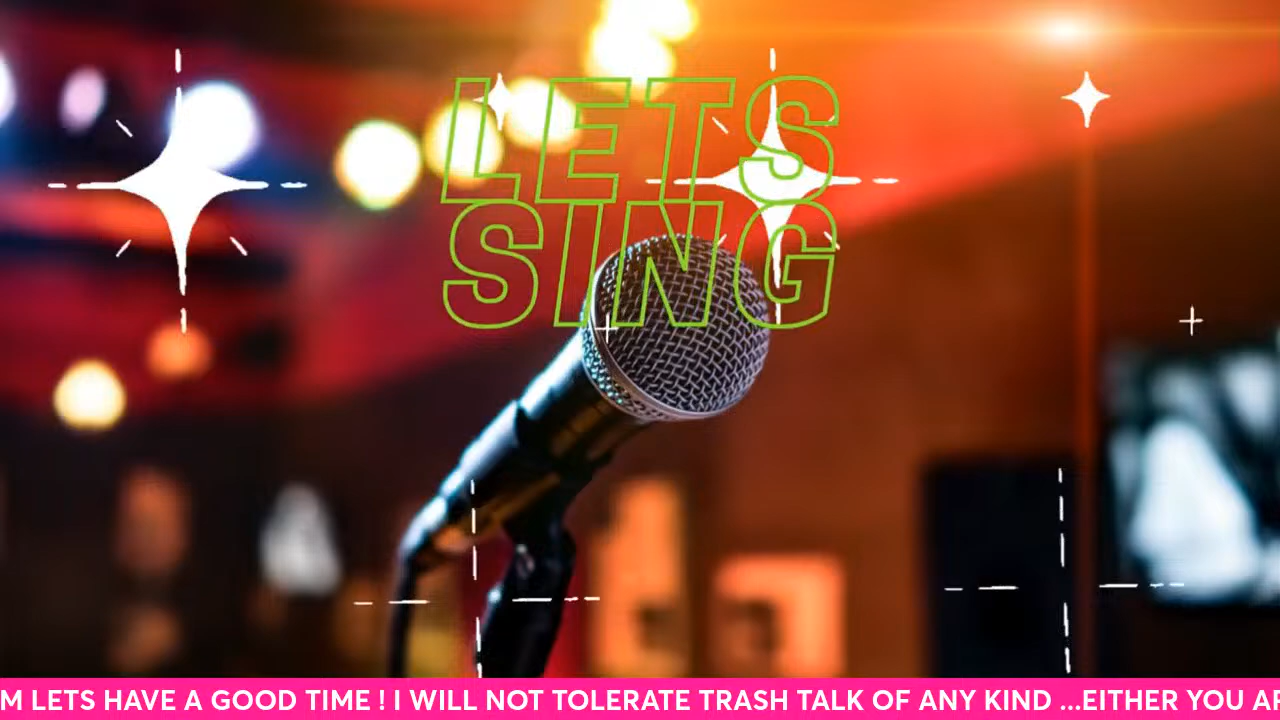 LETS
SING
M LETS HAVE A GOOD TIME ! I WILL NOT TOLERATE TRASH TALK OF ANY KIND ...EITHER YOU